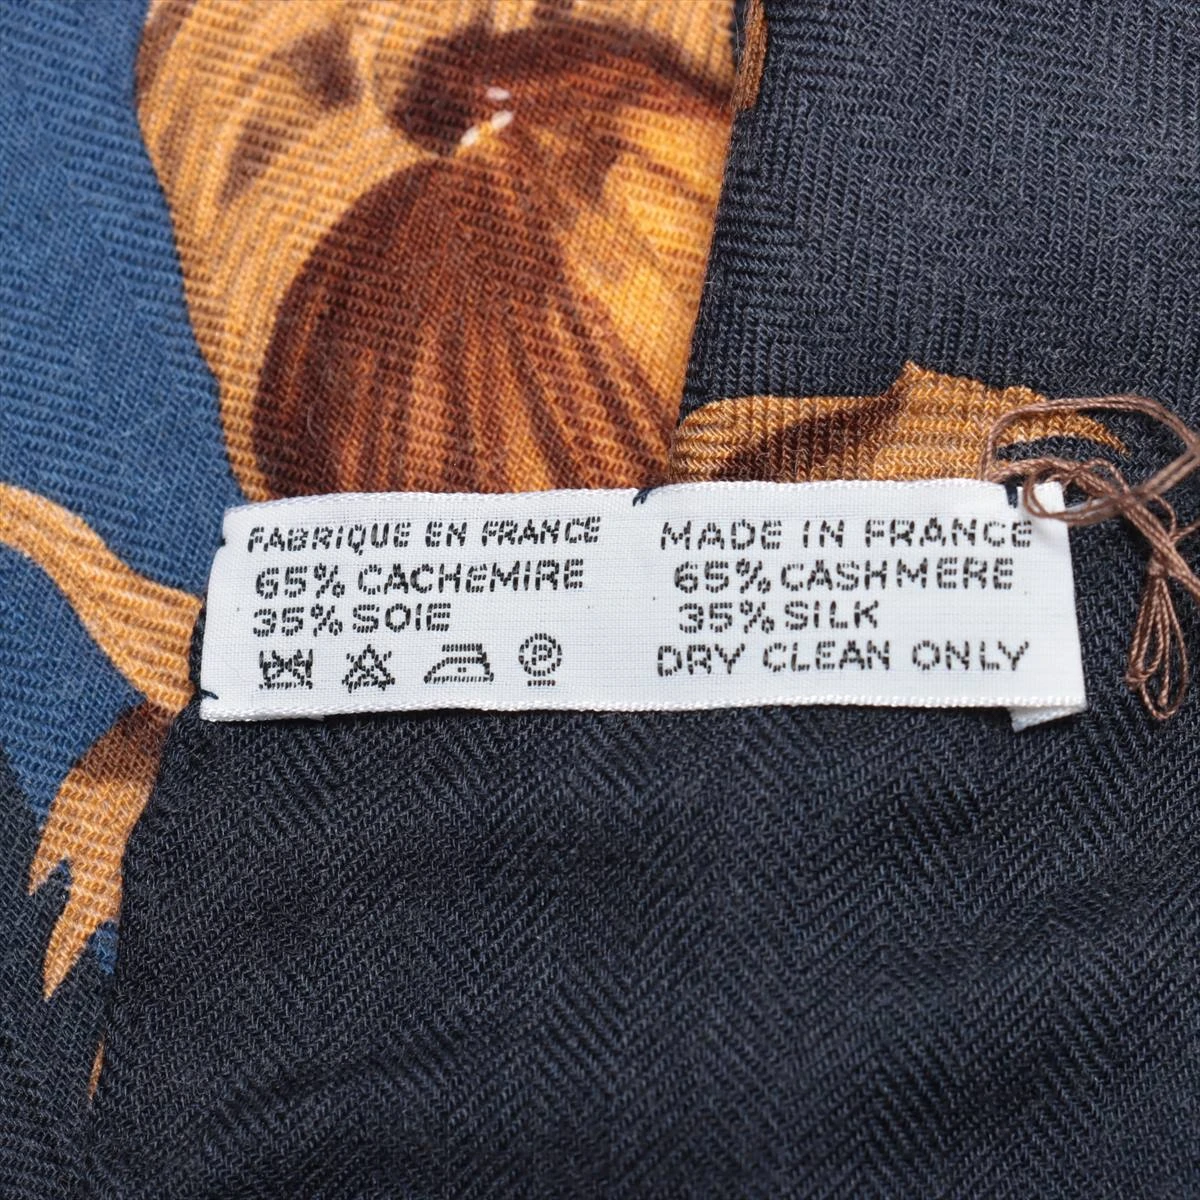 FABRIQUE EN FRANCE
65% CACHEMIRE
35% SOIE
P
MADE IN FRANCE
65% CASHMERE
35% SILK
DRY CLEAN ONLY